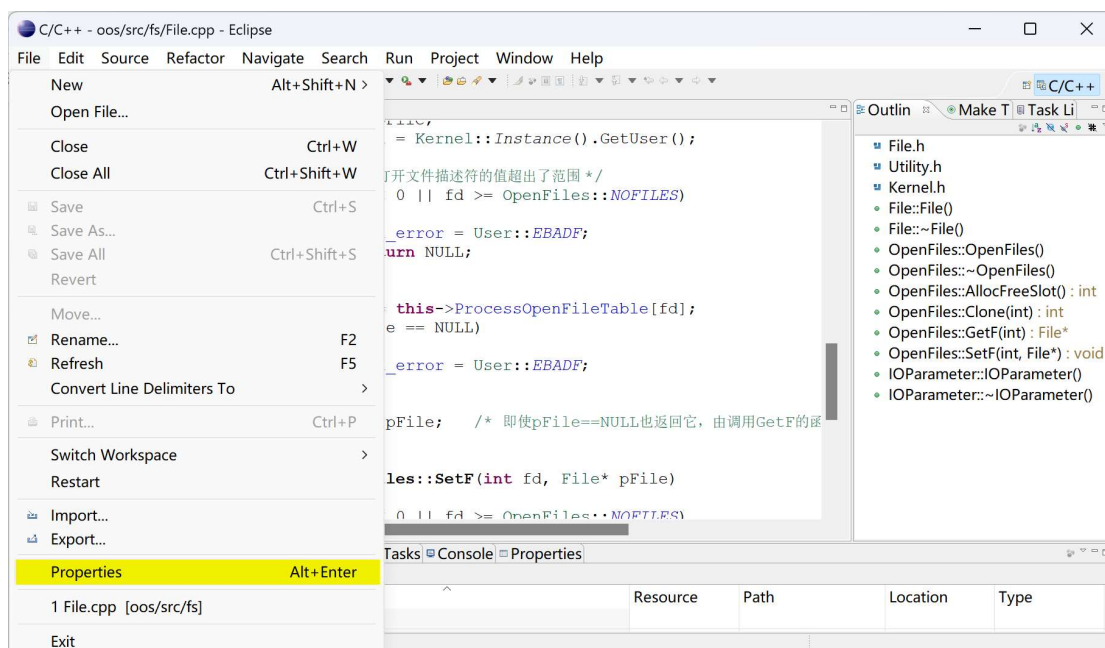 C/C++ - oos/src/fs/File.cpp - Eclipse
File Edit Source Refactor Navigate Search Run Project Window Help
New Alt+Shift+N >
Open File...
Close Ctrl+W
Close All Ctrl+Shift+W
Save Ctrl+S
Save As...
Save All Ctrl+Shift+S
Revert
Move...
Rename... F2
Refresh F5
Convert Line Delimiters To >
Print... Ctrl+P
Switch Workspace >
Restart
Import...
Export...
Properties Alt+Enter
1 File.cpp [oos/src/fs]
Exit
= Kernel::Instance().GetUser();
打开文件描述符的值超出了范围 */
0 || fd >= OpenFiles::NOFILES)
_error = User::EBADF;
urn NULL;
this->ProcessOpenFileTable[fd];
e == NULL)
_error = User::EBADF;
pFile; /* 即使pFile==NULL也返回它，由调用GetF的函
les::SetF(int fd, File* pFile)
0 || fd >= OpenFiles::NOFILES)
C/C++
Outlin Make T Task Li
File.h
Utility.h
Kernel.h
File::File()
File::~File()
OpenFiles::OpenFiles()
OpenFiles::~OpenFiles()
OpenFiles::AllocFreeSlot() : int
OpenFiles::Clone(int) : int
OpenFiles::GetF(int) : File*
OpenFiles::SetF(int, File*) : void
IOParameter::IOParameter()
IOParameter::~IOParameter()
Tasks Console Properties
Resource Path Location Type